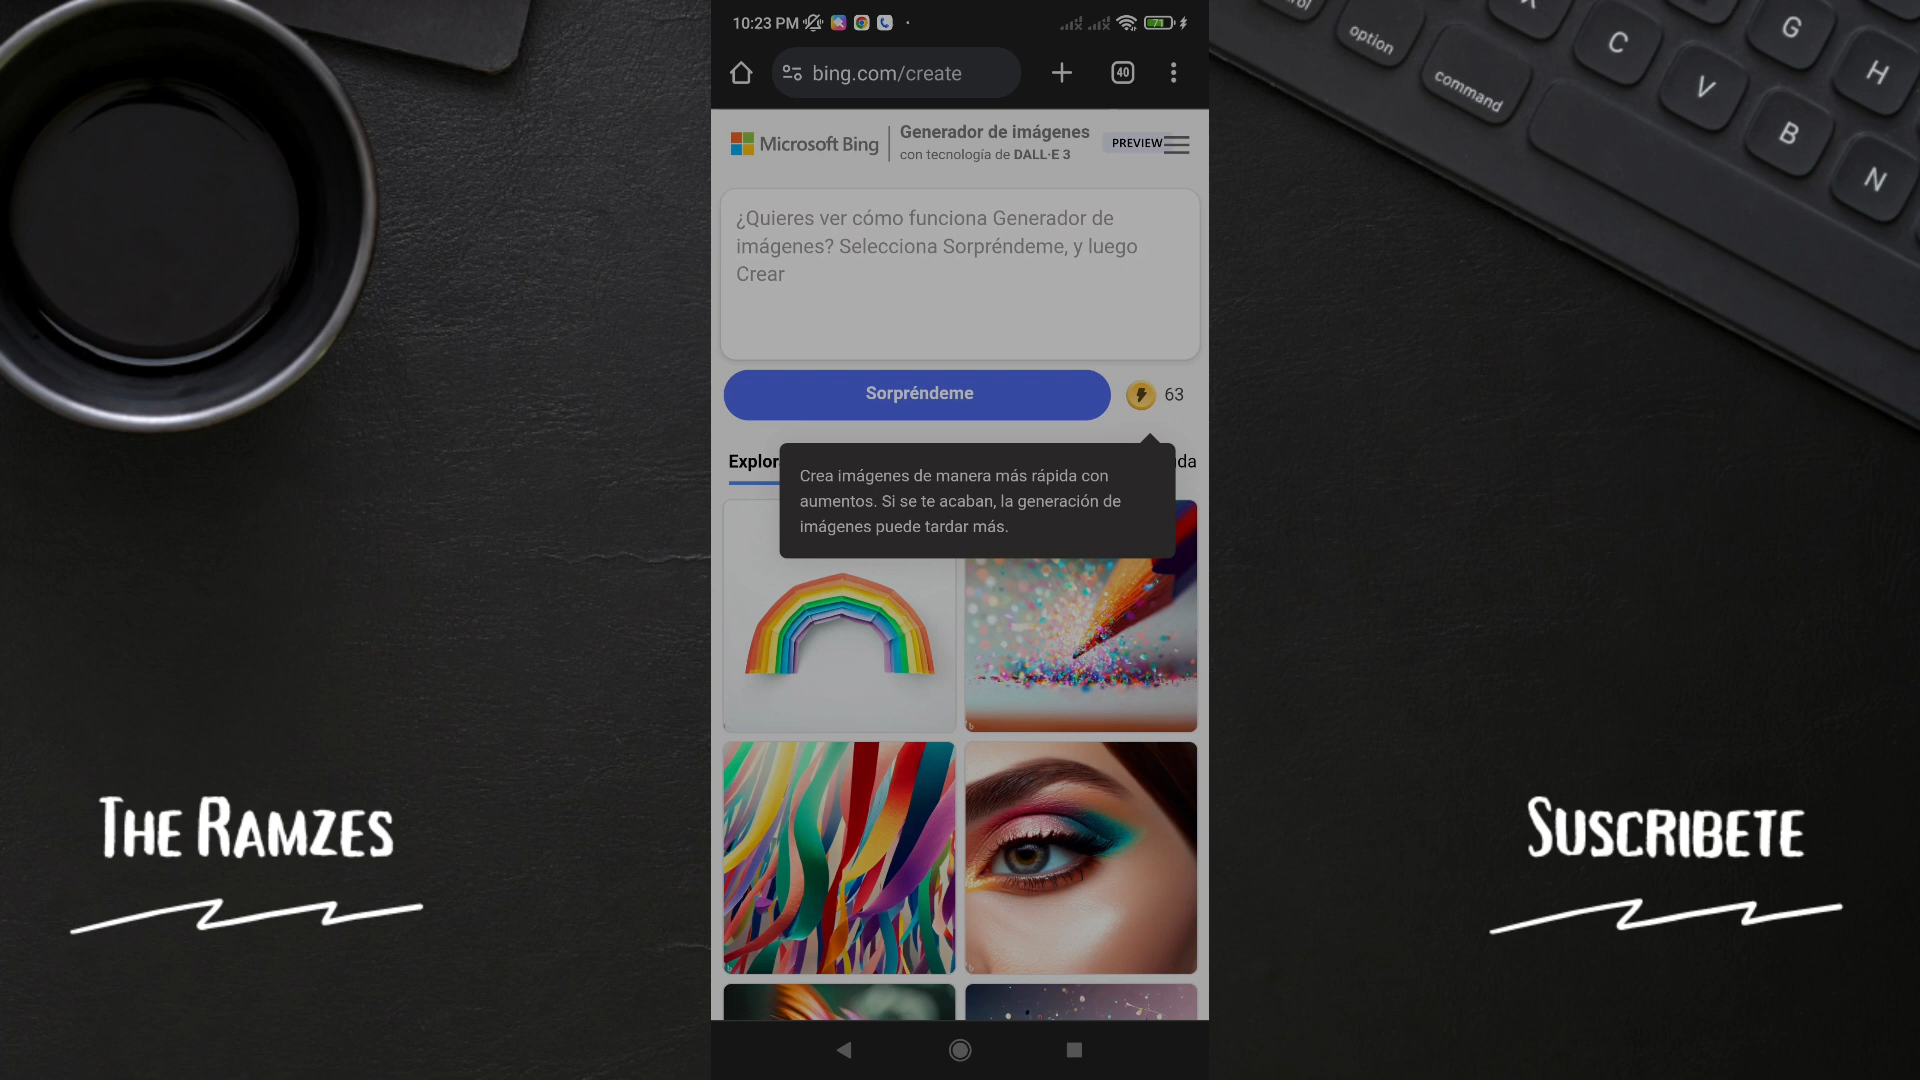 10:23 PM
71
bing.com/create
40
Microsoft Bing
Generador de imágenes
con tecnología de DALL·E 3
PREVIEW
¿Quieres ver cómo funciona Generador de
imágenes? Selecciona Sorpréndeme, y luego
Crear
Sorpréndeme
63
Explor
da
Crea imágenes de manera más rápida con
aumentos. Si se te acaban, la generación de
imágenes puede tardar más.
The Ramzes
Suscribete
option
command
C
V
B
G
H
N